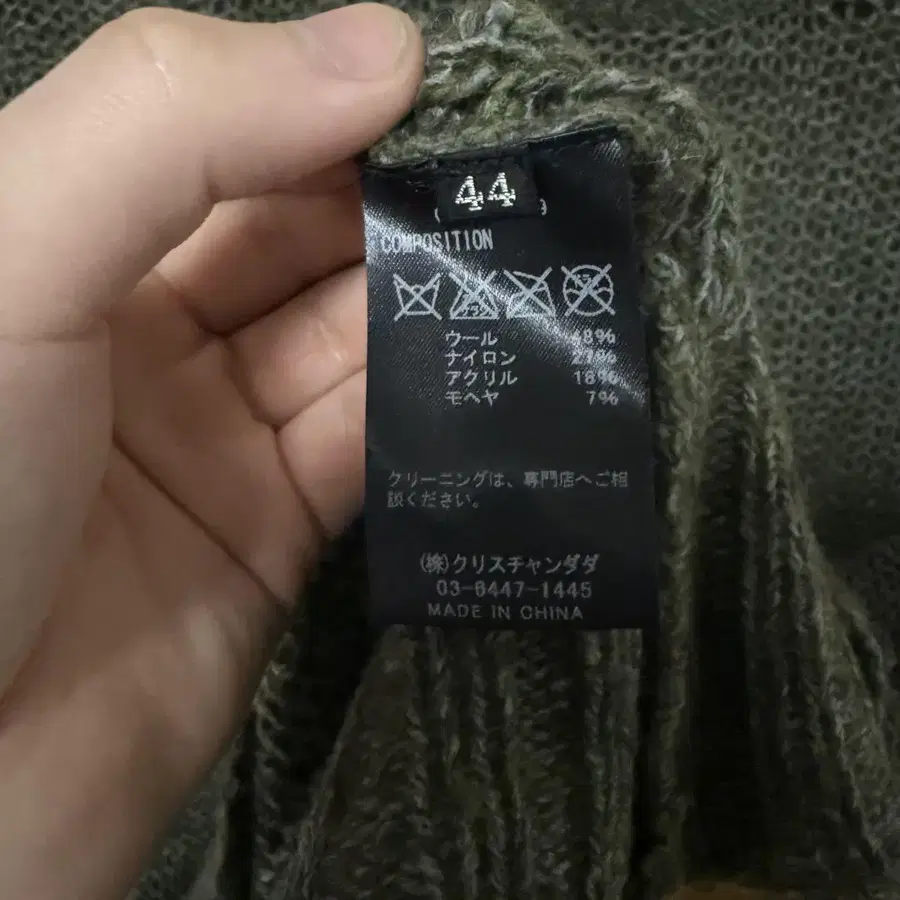 44
COMPOSITION
ウール 48%
ナイロン 27%
アクリル 18%
モヘヤ 7%
クリーニングは、専門店へご相
談ください。
(株)クリスチャンダダ
03-6447-1445
MADE IN CHINA